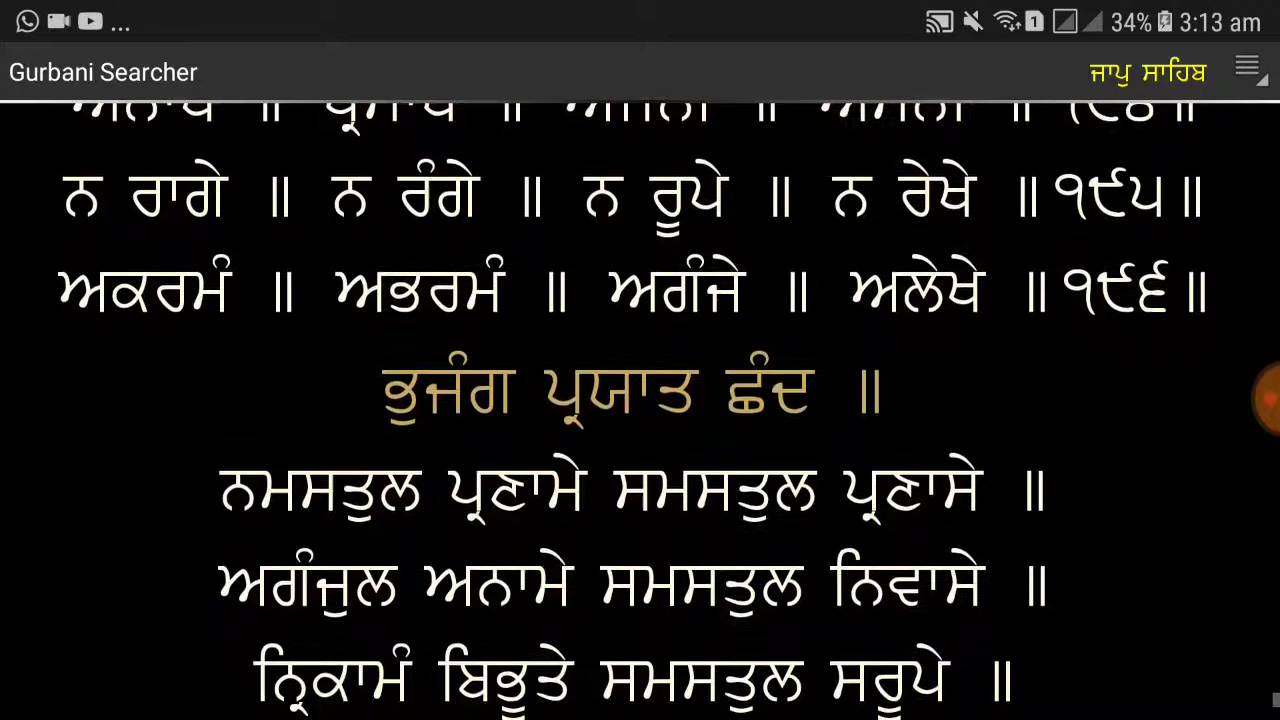 ... 34% 3:13 am
Gurbani Searcher ਜਾਪੁ ਸਾਹਿਬ
ਨ ਰਾਗੇ ॥ ਨ ਰੰਗੇ ॥ ਨ ਰੂਪੇ ॥ ਨ ਰੇਖੇ ॥੧੯੫॥
ਅਕਰਮੰ ॥ ਅਭਰਮੰ ॥ ਅਗੰਜੇ ॥ ਅਲੇਖੇ ॥੧੯੬॥
ਭੁਜੰਗ ਪ੍ਰਯਾਤ ਛੰਦ ॥
ਨਮਸਤੁਲ ਪ੍ਰਣਾਮੇ ਸਮਸਤੁਲ ਪ੍ਰਣਾਸੇ ॥
ਅਗੰਜੁਲ ਅਨਾਮੇ ਸਮਸਤੁਲ ਨਿਵਾਸੇ ॥
ਨ੍ਰਿਕਾਮੰ ਬਿਭੂਤੇ ਸਮਸਤੁਲ ਸਰੂਪੇ ॥